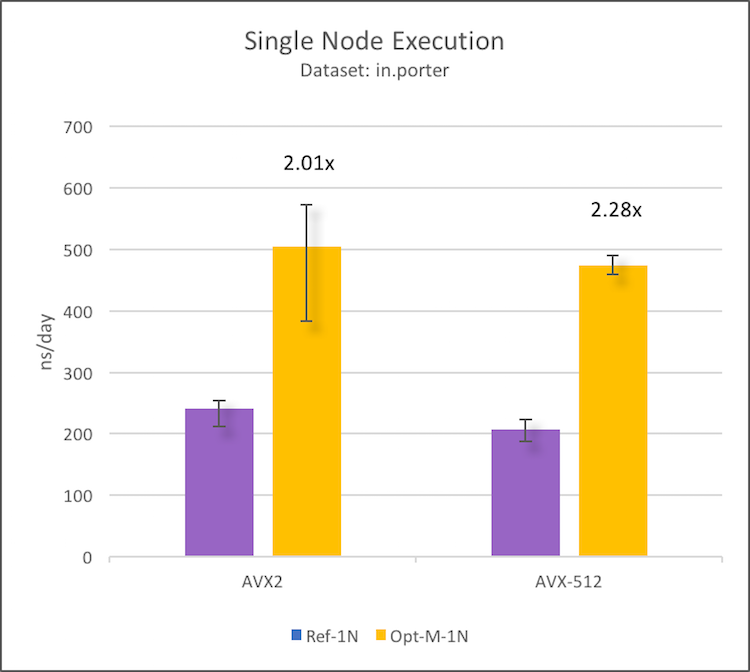 Single Node Execution
Dataset: in.porter
ns/day
700
600
500
400
300
200
100
0
2.01x
2.28x
AVX2
AVX-512
Ref-1N
Opt-M-1N